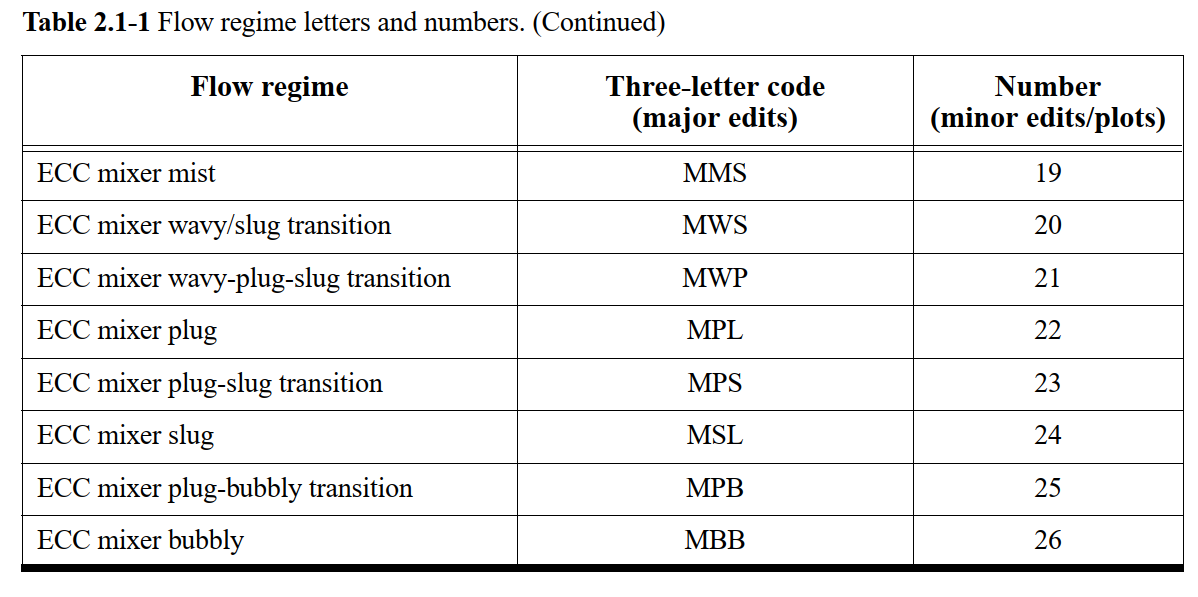 Table 2.1-1 Flow regime letters and numbers. (Continued)
Flow regime Three-letter code (major edits) Number (minor edits/plots)
ECC mixer mist MMS 19
ECC mixer wavy/slug transition MWS 20
ECC mixer wavy-plug-slug transition MWP 21
ECC mixer plug MPL 22
ECC mixer plug-slug transition MPS 23
ECC mixer slug MSL 24
ECC mixer plug-bubbly transition MPB 25
ECC mixer bubbly MBB 26